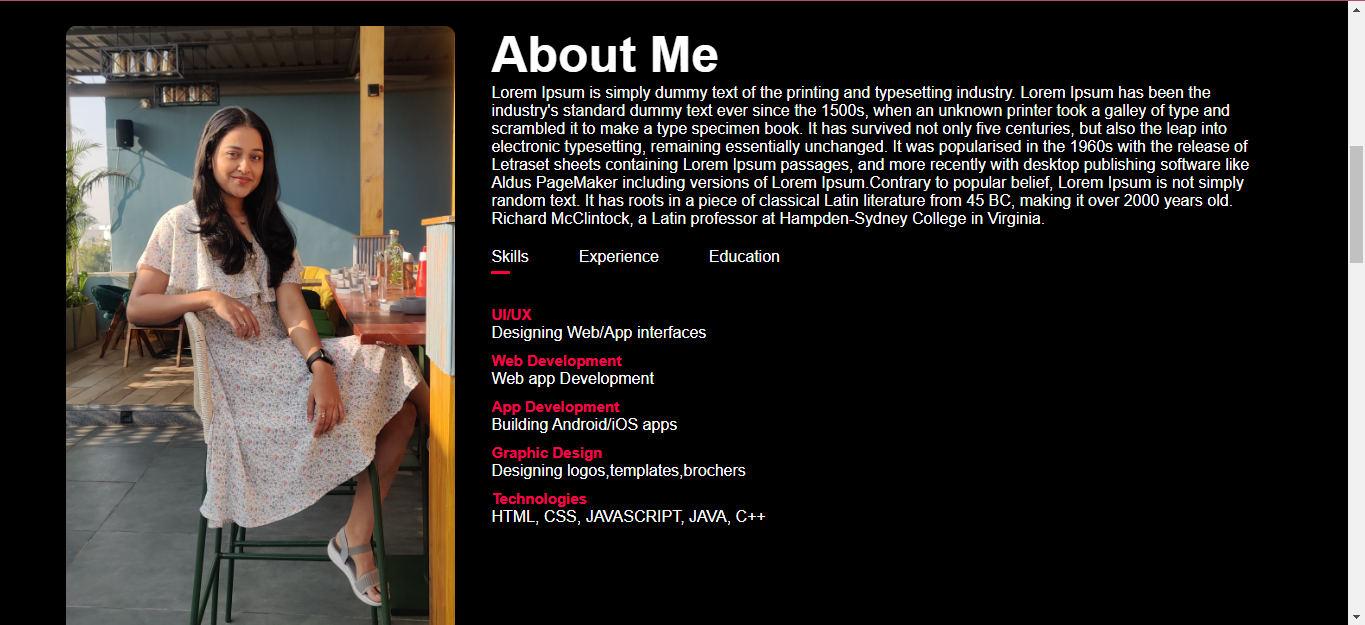 About Me
Lorem Ipsum is simply dummy text of the printing and typesetting industry. Lorem Ipsum has been the
industry's standard dummy text ever since the 1500s, when an unknown printer took a galley of type and
scrambled it to make a type specimen book. It has survived not only five centuries, but also the leap into
electronic typesetting, remaining essentially unchanged. It was popularised in the 1960s with the release of
Letraset sheets containing Lorem Ipsum passages, and more recently with desktop publishing software like
Aldus PageMaker including versions of Lorem Ipsum.Contrary to popular belief, Lorem Ipsum is not simply
random text. It has roots in a piece of classical Latin literature from 45 BC, making it over 2000 years old.
Richard McClintock, a Latin professor at Hampden-Sydney College in Virginia.
Skills Experience Education
UI/UX
Designing Web/App interfaces
Web Development
Web app Development
App Development
Building Android/iOS apps
Graphic Design
Designing logos,templates,brochers
Technologies
HTML, CSS, JAVASCRIPT, JAVA, C++